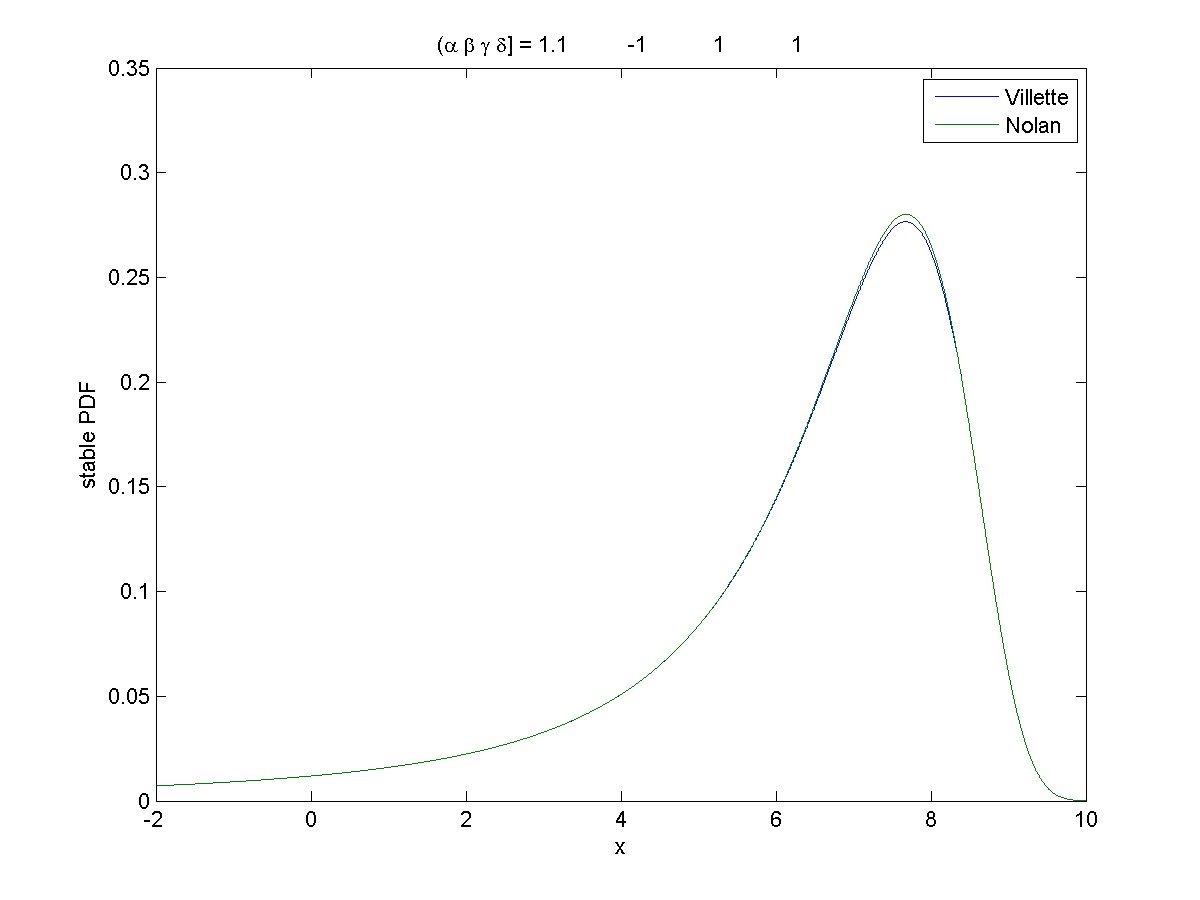 (α β γ δ] = 1.1 -1 1 1
0.35
Villette
Nolan
0.3
0.25
0.2
0.15
0.1
0.05
0
stable PDF
-2 0 2 4 6 8 10
x